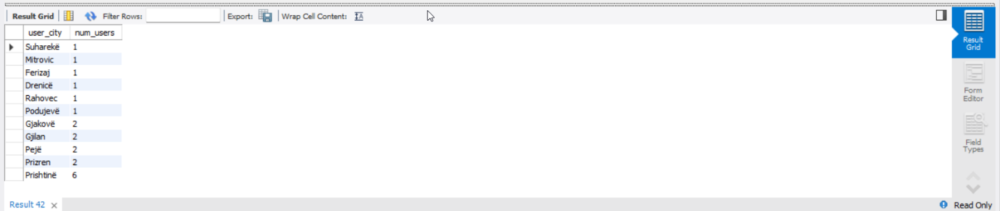 Result Grid Filter Rows: Export: Wrap Cell Content: IA
user_city num_users
Suharekë 1
Mitrovic 1
Ferizaj 1
Drenicë 1
Rahovec 1
Podujevë 1
Gjakovë 2
Gjilan 2
Pejë 2
Prizren 2
Prishtinë 6
Result
Grid
Form
Editor
Field
Types
Result 42 ×
Read Only